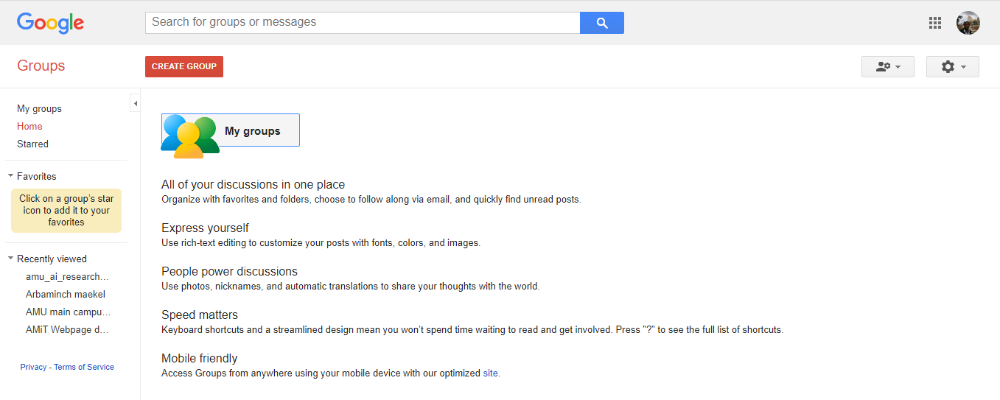 Google
Search for groups or messages
Groups
CREATE GROUP
My groups
Home
Starred
Favorites
Click on a group's star
icon to add it to your
favorites
Recently viewed
amu_ai_research…
Arbaminch maekel
AMU main campu…
AMiT Webpage d…
Privacy - Terms of Service
My groups
All of your discussions in one place
Organize with favorites and folders, choose to follow along via email, and quickly find unread posts.
Express yourself
Use rich-text editing to customize your posts with fonts, colors, and images.
People power discussions
Use photos, nicknames, and automatic translations to share your thoughts with the world.
Speed matters
Keyboard shortcuts and a streamlined design mean you won't spend time waiting to read and get involved. Press "?" to see the full list of shortcuts.
Mobile friendly
Access Groups from anywhere using your mobile device with our optimized site.